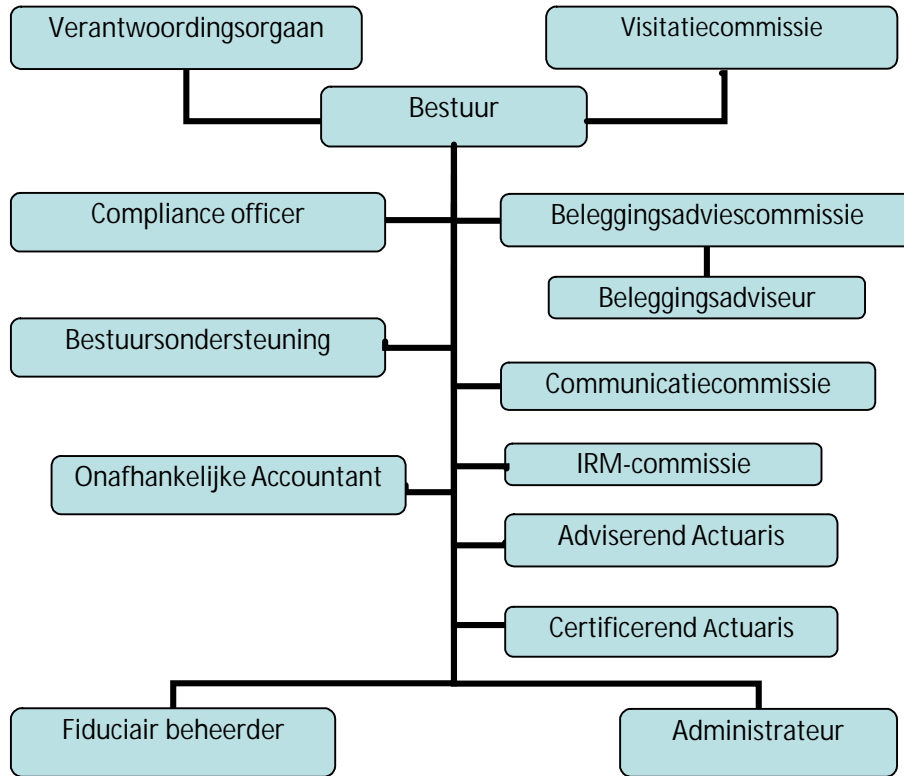 Verantwoordingsorgaan
Visitatiecommissie
Bestuur
Compliance officer
Beleggingsadviescommissie
Beleggingsadviseur
Bestuursondersteuning
Communicatiecommissie
Onafhankelijke Accountant
IRM-commissie
Adviserend Actuaris
Certificerend Actuaris
Fiduciair beheerder
Administrateur